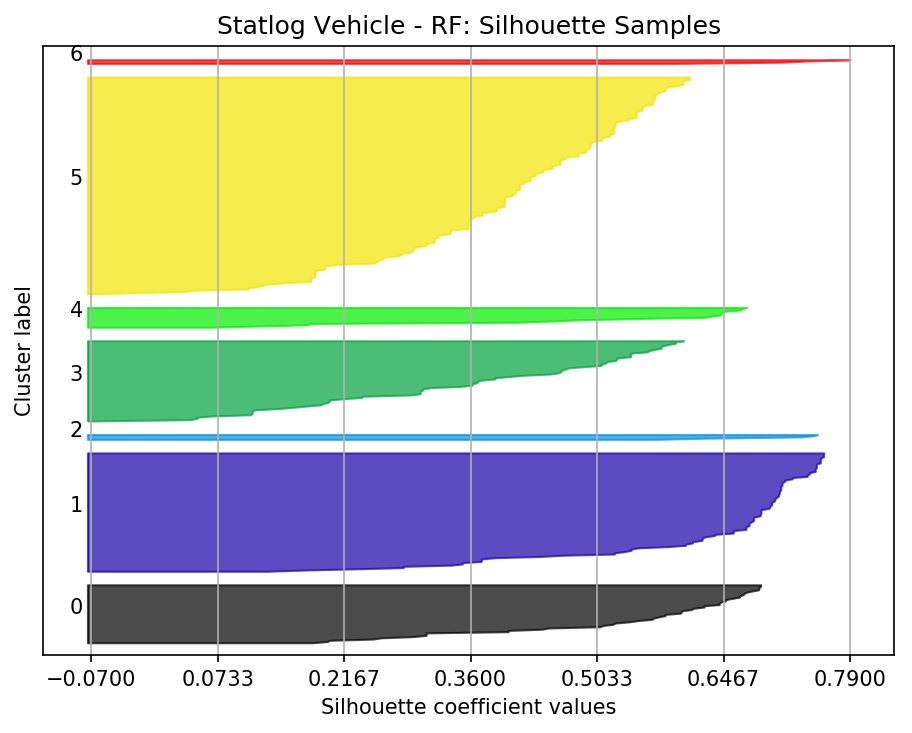 Statlog Vehicle - RF: Silhouette Samples
6
5
4
3
2
1
0
Cluster label
−0.0700 0.0733 0.2167 0.3600 0.5033 0.6467 0.7900
Silhouette coefficient values